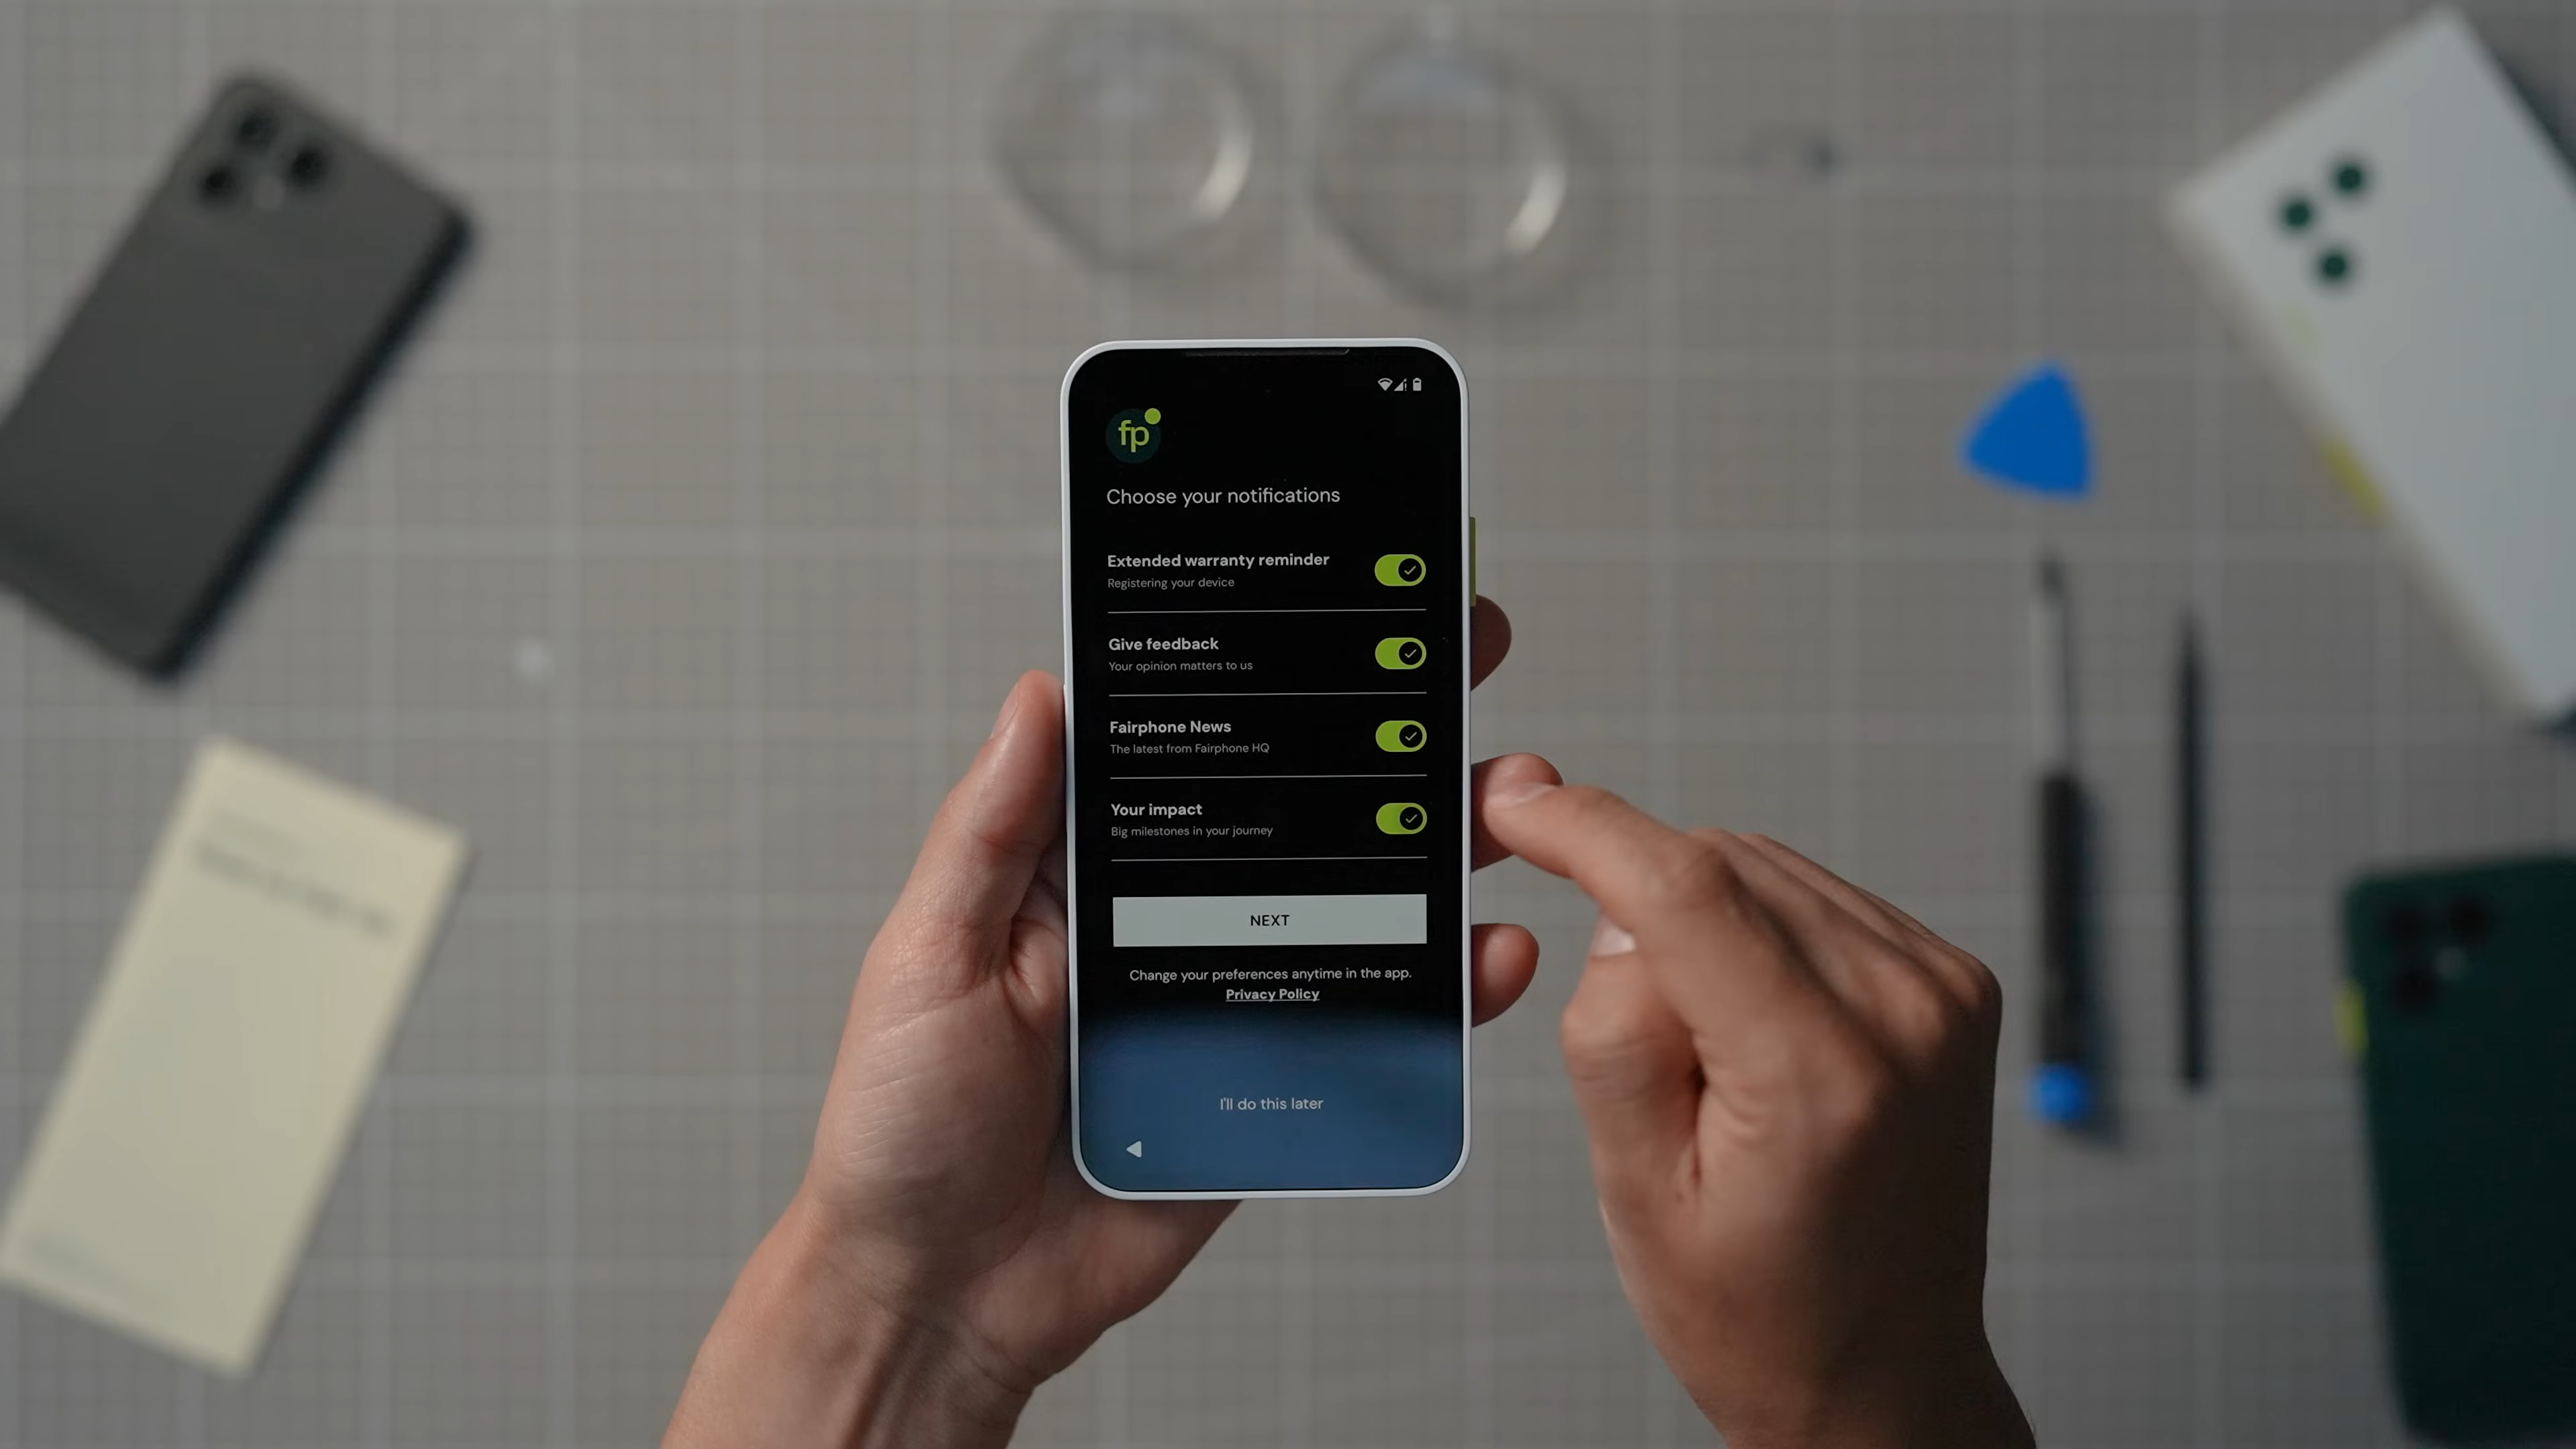 fp
Choose your notifications
Extended warranty reminder
Registering your device
Give feedback
Your opinion matters to us
Fairphone News
The latest from Fairphone HQ
Your impact
Big milestones in your journey
NEXT
Change your preferences anytime in the app.
Privacy Policy
I'll do this later